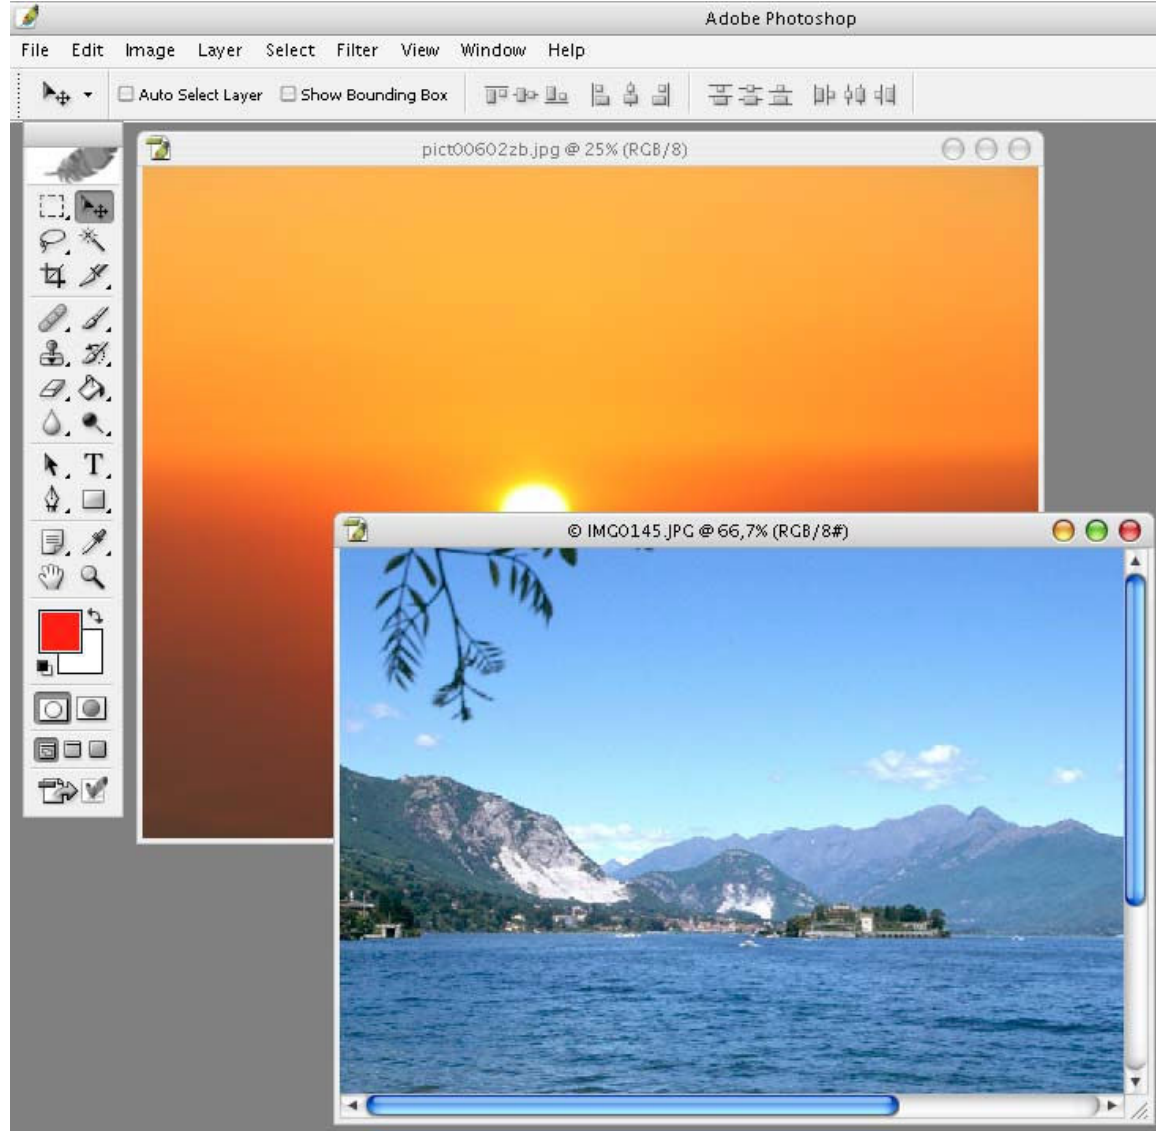 Adobe Photoshop
File Edit Image Layer Select Filter View Window Help
Auto Select Layer Show Bounding Box
pict00602zb.jpg @ 25% (RGB/8)
T
© IMG0145.JPG @ 66,7% (RGB/8#)